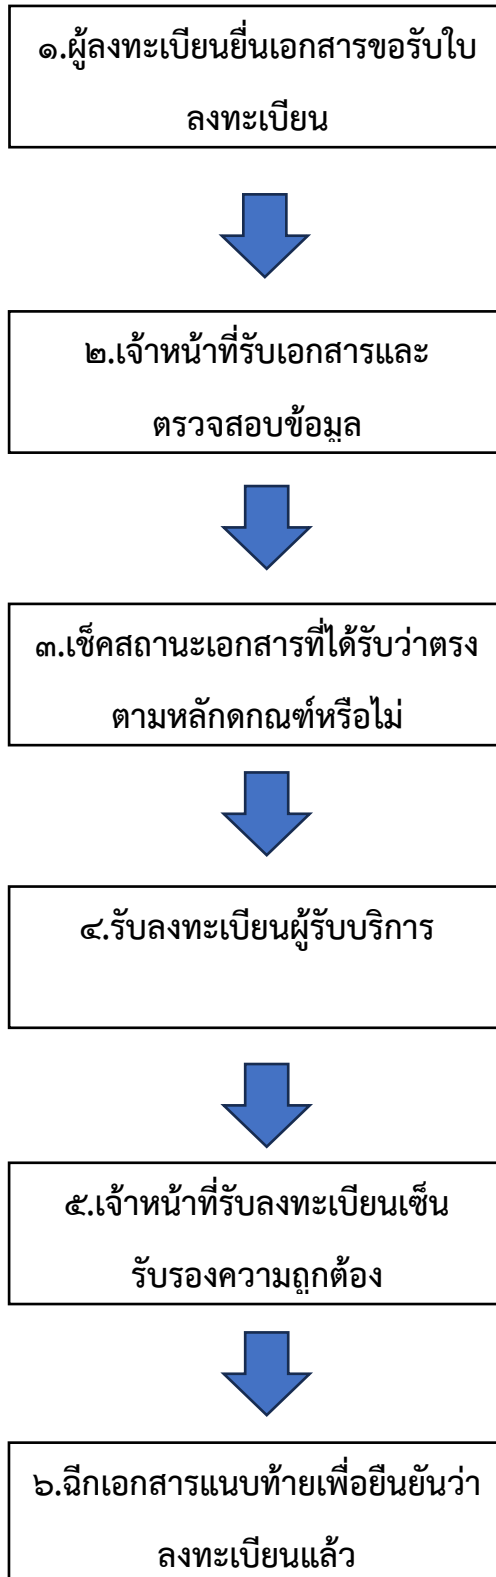 ๑.ผู้ลงทะเบียนยื่นเอกสารขอรับใบ
ลงทะเบียน
๒.เจ้าหน้าที่รับเอกสารและ
ตรวจสอบข้อมูล
๓.เช็คสถานะเอกสารที่ได้รับว่าตรง
ตามหลักดกณฑ์หรือไม่
๔.รับลงทะเบียนผู้รับบริการ
๕.เจ้าหน้าที่รับลงทะเบียนเซ็น
รับรองความถูกต้อง
๖.ฉีกเอกสารแนบท้ายเพื่อยืนยันว่า
ลงทะเบียนแล้ว